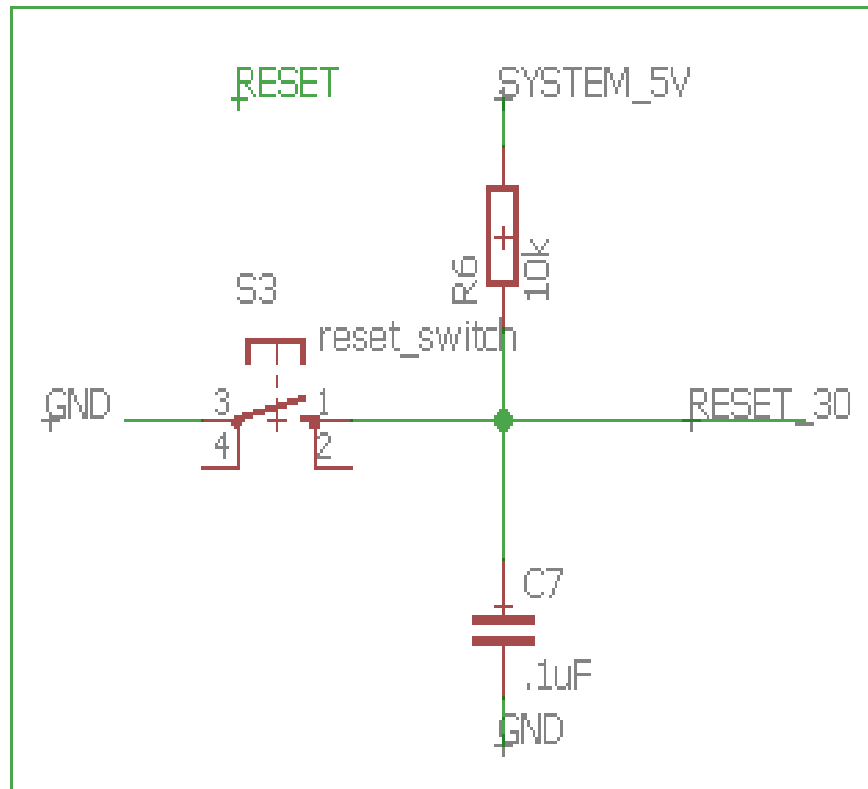 RESET
SYSTEM_5V
R6
10k
S3
reset_switch
GND
3
1
RESET_30
4
2
C7
.1uF
GND